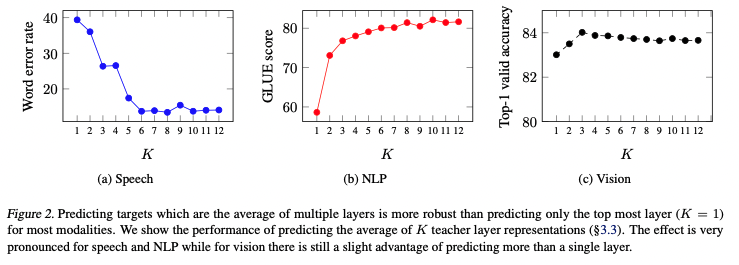 Word error rate
40
30
20
1 2 3 4 5 6 7 8 9 10 11 12
K
(a) Speech
GLUE score
80
70
60
1 2 3 4 5 6 7 8 9 10 11 12
K
(b) NLP
Top-1 valid accuracy
84
82
80
1 2 3 4 5 6 7 8 9 10 11 12
K
(c) Vision
Figure 2. Predicting targets which are the average of multiple layers is more robust than predicting only the top most layer (K = 1)
for most modalities. We show the performance of predicting the average of K teacher layer representations (§3.3). The effect is very
pronounced for speech and NLP while for vision there is still a slight advantage of predicting more than a single layer.